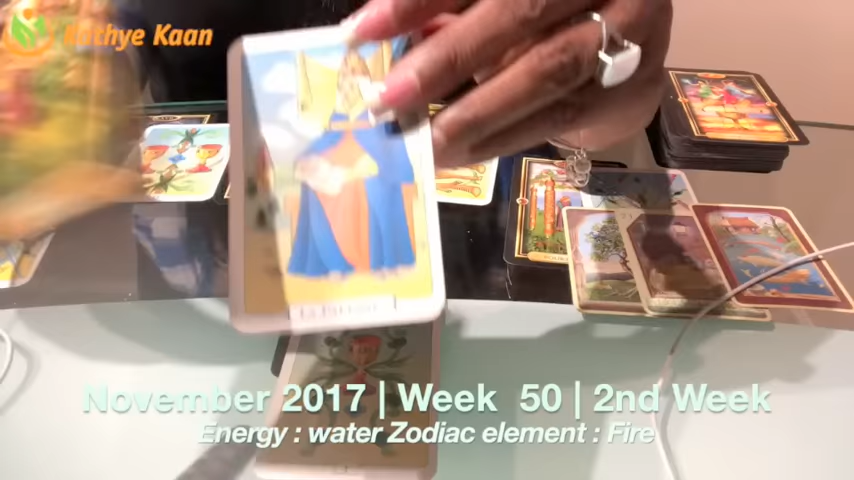 Kathye Kaan
November 2017 | Week 50 | 2nd Week
Energy : water Zodiac element : Fire